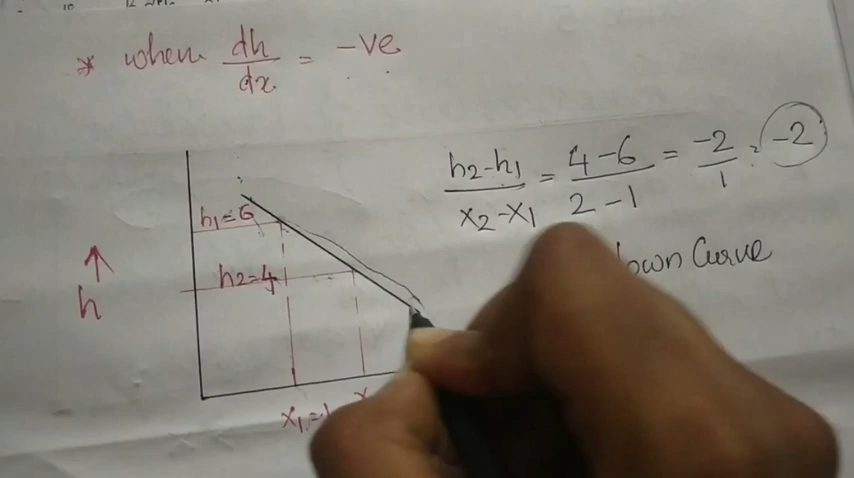 * when dh/dx = -ve
h2-h1/x2-x1 = 4-6/2-1 = -2/1 = -2
h1=6
Curve
h2=4
h
x1=1